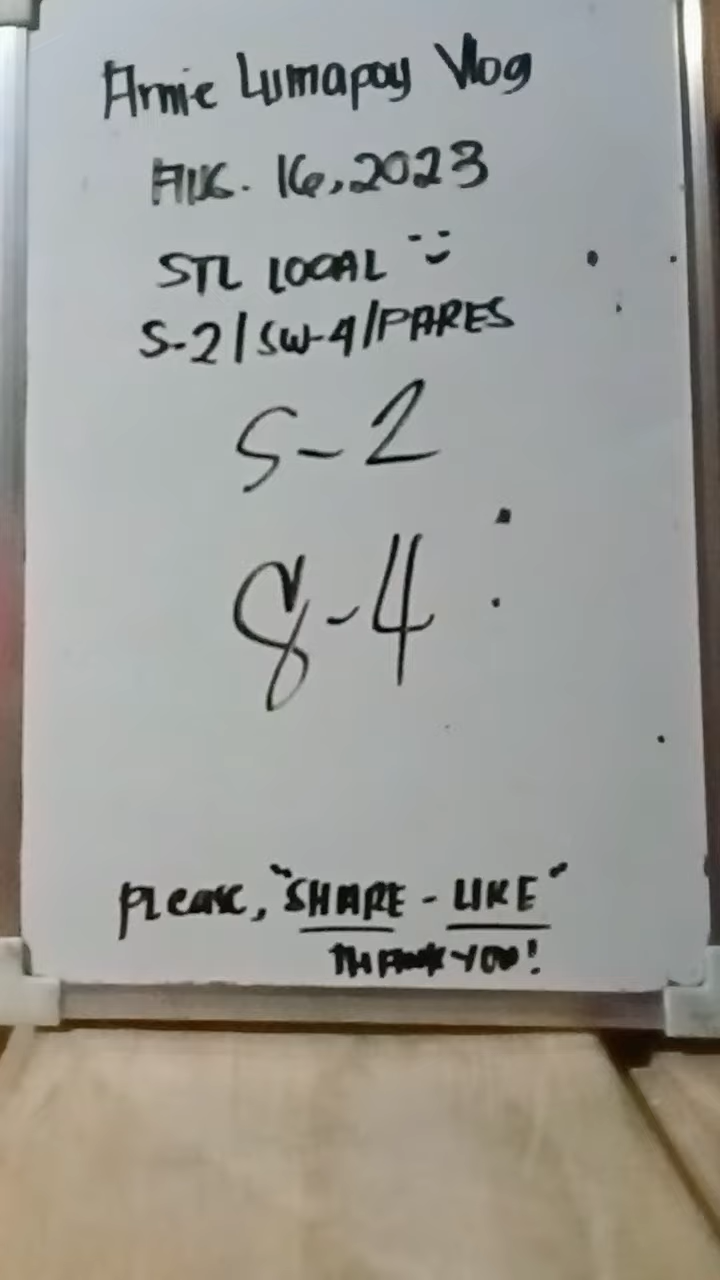 Arnie Lumapay Vlog
AUG. 16, 2023
STL LOCAL
S-2/SW-4/PARES
S-2
8-4
please, "SHARE - LIKE"
THANK YOU!